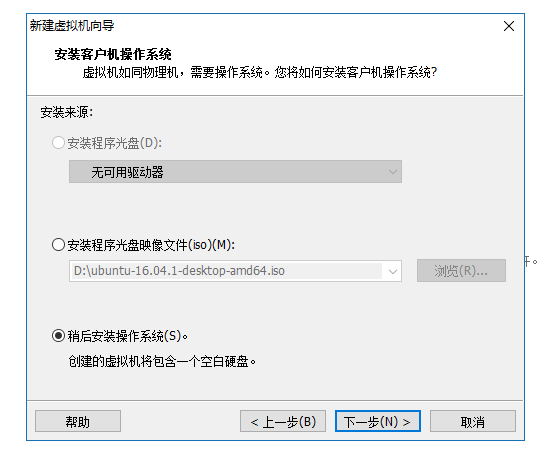 新建虚拟机向导
安装客户机操作系统
虚拟机如同物理机，需要操作系统。您将如何安装客户机操作系统?
安装来源:
安装程序光盘(D):
无可用驱动器
安装程序光盘映像文件(iso)(M):
D:\ubuntu-16.04.1-desktop-amd64.iso
浏览(R)...
稍后安装操作系统(S)。
创建的虚拟机将包含一个空白硬盘。
帮助
< 上一步(B)
下一步(N) >
取消